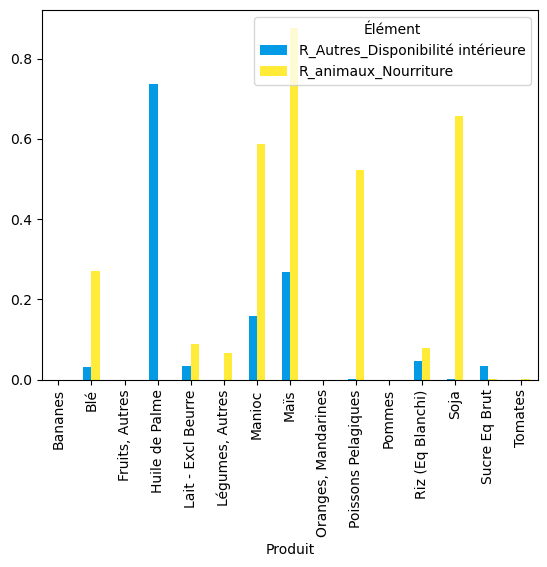 Élément
R_Autres_Disponibilité intérieure
R_animaux_Nourriture
0.8
0.6
0.4
0.2
0.0
Bananes
Blé
Fruits, Autres
Huile de Palme
Lait - Excl Beurre
Légumes, Autres
Manioc
Maïs
Oranges, Mandarines
Poissons Pelagiques
Pommes
Riz (Eq Blanchi)
Soja
Sucre Eq Brut
Tomates
Produit